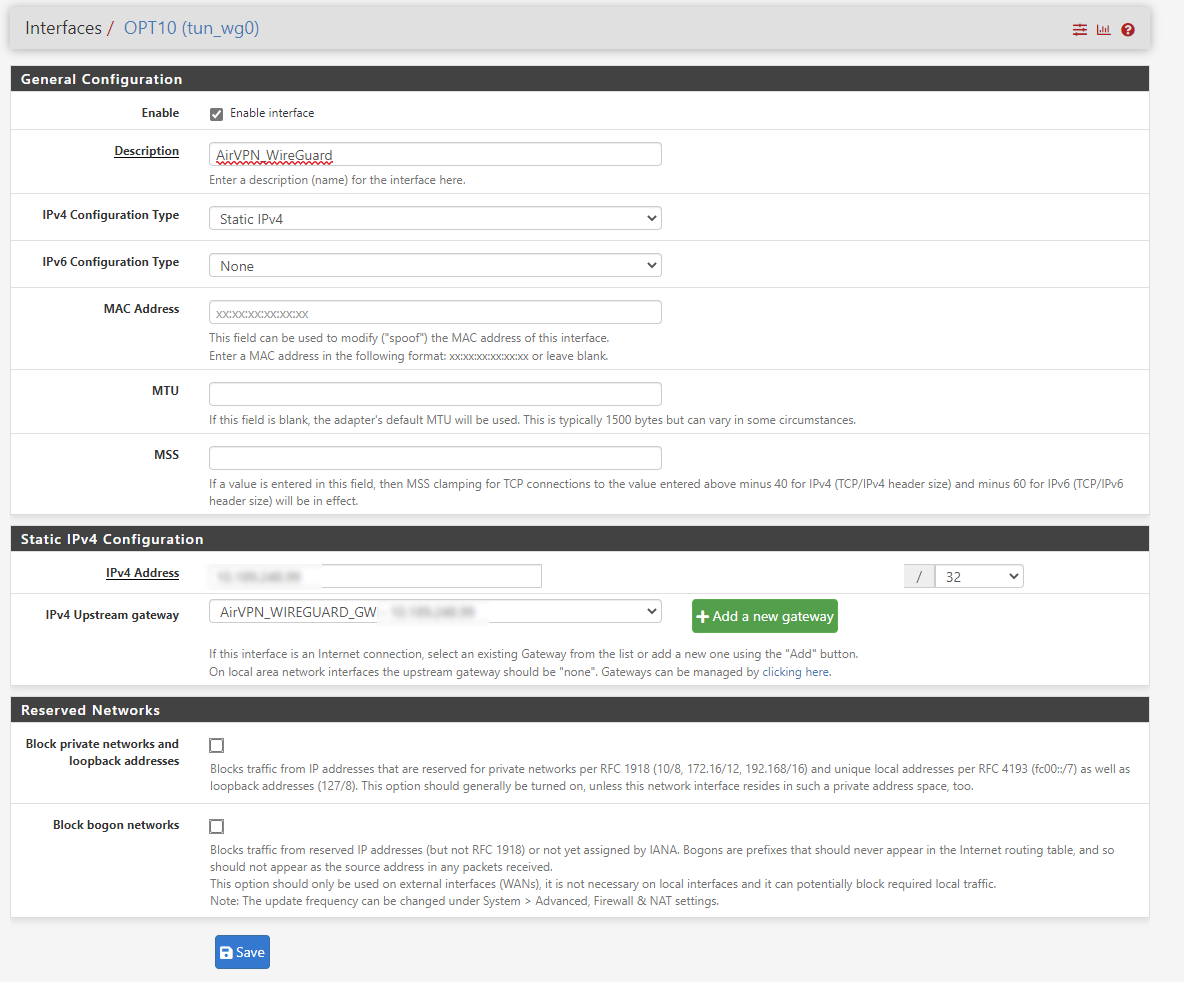 Interfaces / OPT10 (tun_wg0)
General Configuration
Enable
Enable interface
Description
AirVPN_WireGuard
Enter a description (name) for the interface here.
IPv4 Configuration Type
Static IPv4
IPv6 Configuration Type
None
MAC Address
xx:xx:xx:xx:xx:xx
This field can be used to modify ("spoof") the MAC address of this interface.
Enter a MAC address in the following format: xx:xx:xx:xx:xx:xx or leave blank.
MTU
If this field is blank, the adapter's default MTU will be used. This is typically 1500 bytes but can vary in some circumstances.
MSS
If a value is entered in this field, then MSS clamping for TCP connections to the value entered above minus 40 for IPv4 (TCP/IPv4 header size) and minus 60 for IPv6 (TCP/IPv6
header size) will be in effect.
Static IPv4 Configuration
IPv4 Address
/ 32
IPv4 Upstream gateway
AirVPN_WIREGUARD_GW
Add a new gateway
If this interface is an Internet connection, select an existing Gateway from the list or add a new one using the "Add" button.
On local area network interfaces the upstream gateway should be "none". Gateways can be managed by clicking here.
Reserved Networks
Block private networks and
loopback addresses
Blocks traffic from IP addresses that are reserved for private networks per RFC 1918 (10/8, 172.16/12, 192.168/16) and unique local addresses per RFC 4193 (fc00::/7) as well as
loopback addresses (127/8). This option should generally be turned on, unless this network interface resides in such a private address space, too.
Block bogon networks
Blocks traffic from reserved IP addresses (but not RFC 1918) or not yet assigned by IANA. Bogons are prefixes that should never appear in the Internet routing table, and so
should not appear as the source address in any packets received.
This option should only be used on external interfaces (WANs), it is not necessary on local interfaces and it can potentially block required local traffic.
Note: The update frequency can be changed under System > Advanced, Firewall & NAT settings.
Save